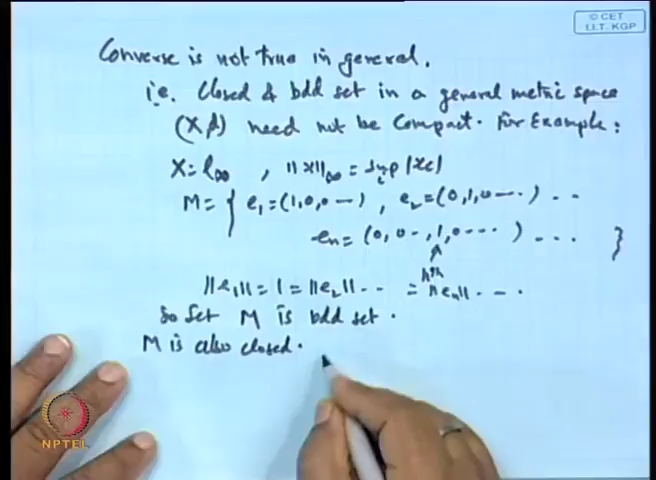 © CET
I.I.T. KGP
Converse is not true in general.
i.e. Closed & bdd set in a general metric space
(X, ρ) need not be Compact. For Example:
X = l∞ , ||x||∞ = sup_i |xi|
M = { e1 = (1, 0, 0 — ) , e2 = (0, 1, 0 -- · ) . . .
en = (0, 0 - , 1, 0 - - - · ) . . . . }
nth
||e1|| = 1 = ||e2|| . . = ||en|| . – .
So Set M is bdd set .
M is also closed .
NPTEL